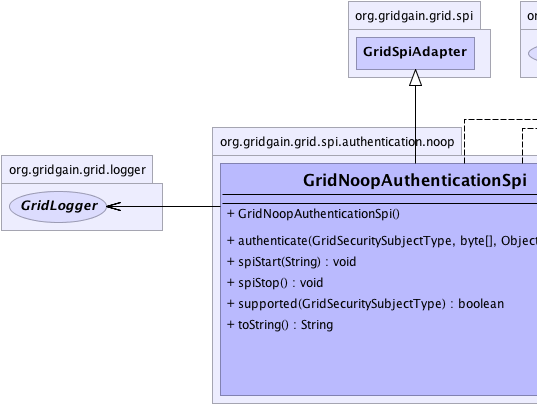 org.gridgain.grid.spi
GridSpiAdapter
org.gridgain.grid.spi.authentication.noop
org.gridgain.grid.logger
GridLogger
GridNoopAuthenticationSpi
+ GridNoopAuthenticationSpi()
+ authenticate(GridSecuritySubjectType, byte[], Object
+ spiStart(String) : void
+ spiStop() : void
+ supported(GridSecuritySubjectType) : boolean
+ toString() : String